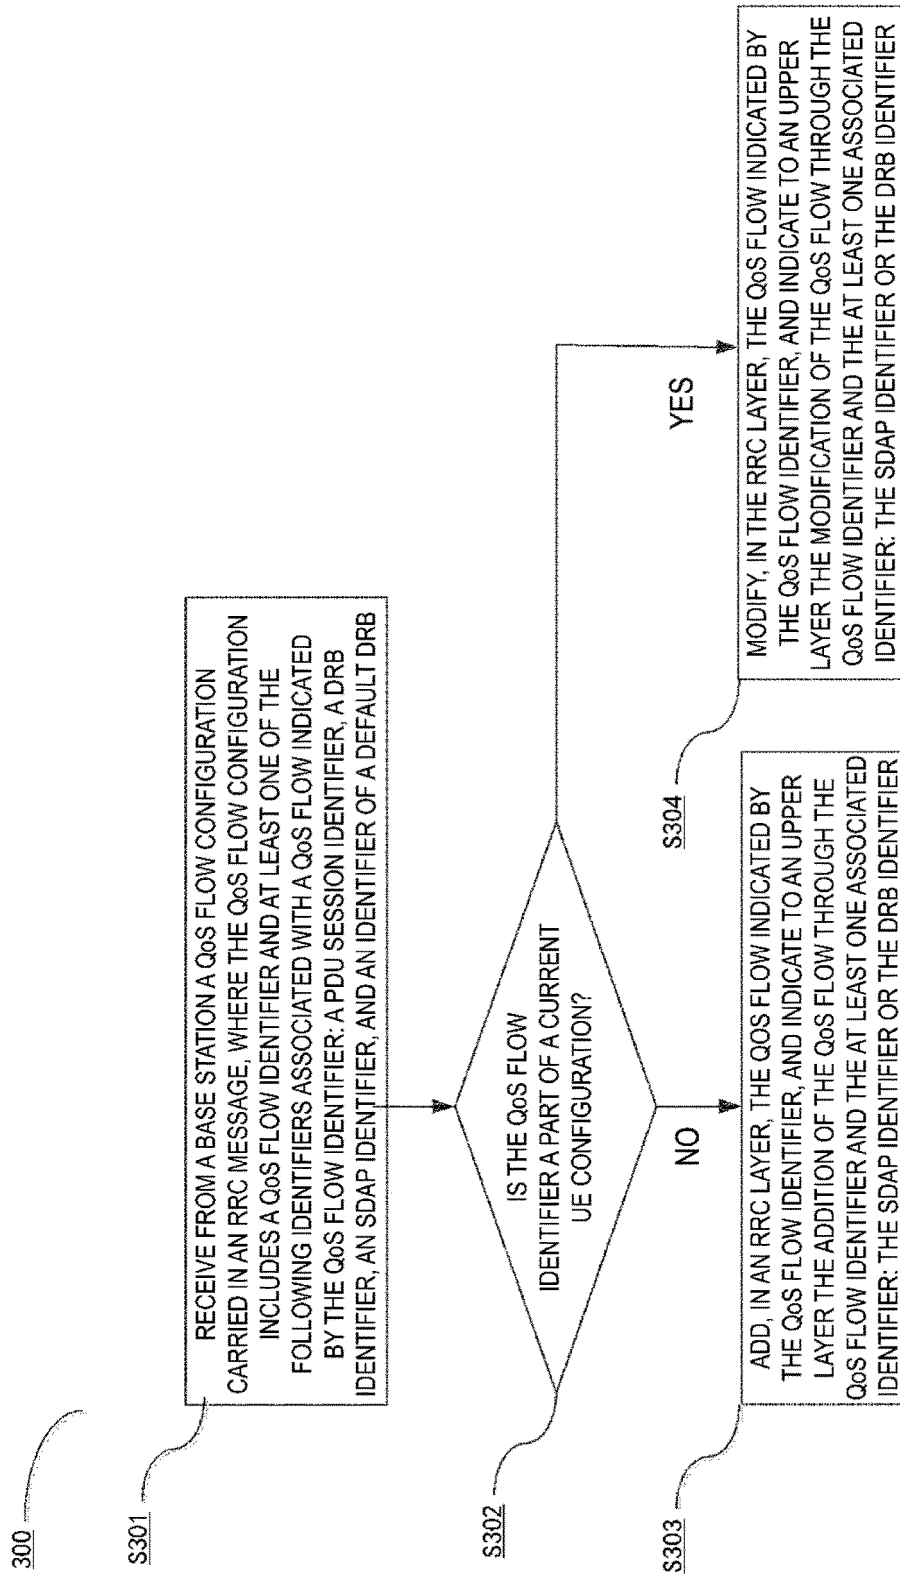 300
S301
RECEIVE FROM A BASE STATION A QoS FLOW CONFIGURATION
CARRIED IN AN RRC MESSAGE, WHERE THE QoS FLOW CONFIGURATION
INCLUDES A QoS FLOW IDENTIFIER AND AT LEAST ONE OF THE
FOLLOWING IDENTIFIERS ASSOCIATED WITH A QoS FLOW INDICATED
BY THE QoS FLOW IDENTIFIER: A PDU SESSION IDENTIFIER, A DRB
IDENTIFIER, AN SDAP IDENTIFIER, AND AN IDENTIFIER OF A DEFAULT DRB
S302
IS THE QoS FLOW
IDENTIFIER A PART OF A CURRENT
UE CONFIGURATION?
NO
YES
S303
ADD, IN AN RRC LAYER, THE QOS FLOW INDICATED BY
THE QoS FLOW IDENTIFIER, AND INDICATE TO AN UPPER
LAYER THE ADDITION OF THE QoS FLOW THROUGH THE
QoS FLOW IDENTIFIER AND THE AT LEAST ONE ASSOCIATED
IDENTIFIER: THE SDAP IDENTIFIER OR THE DRB IDENTIFIER
S304
MODIFY, IN THE RRC LAYER, THE QoS FLOW INDICATED BY
THE QoS FLOW IDENTIFIER, AND INDICATE TO AN UPPER
LAYER THE MODIFICATION OF THE QoS FLOW THROUGH THE
QoS FLOW IDENTIFIER AND THE AT LEAST ONE ASSOCIATED
IDENTIFIER: THE SDAP IDENTIFIER OR THE DRB IDENTIFIER